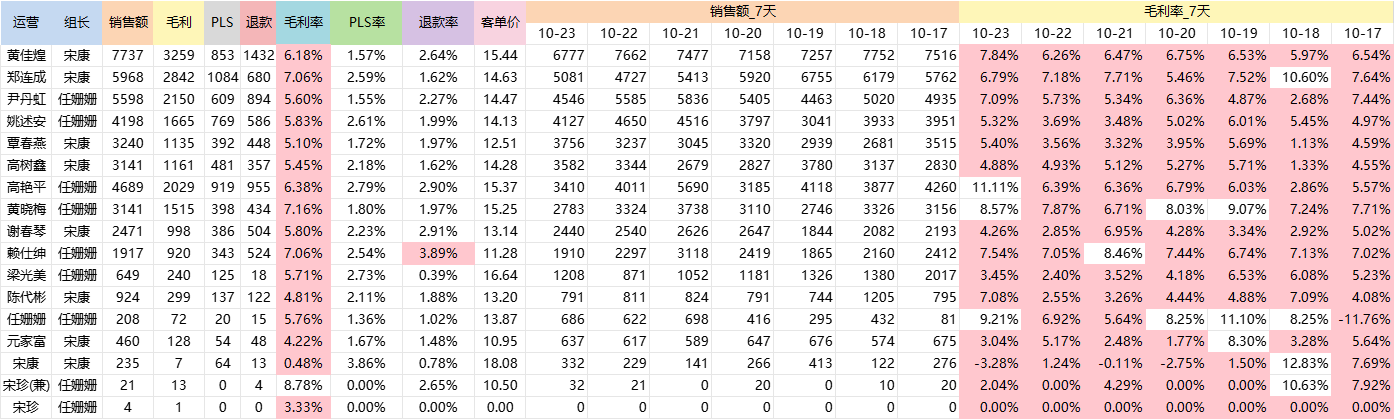 运营 组长 销售额 毛利 PLS 退款 毛利率 PLS率 退款率 客单价 销售额_7天 毛利率_7天
10-23 10-22 10-21 10-20 10-19 10-18 10-17 10-23 10-22 10-21 10-20 10-19 10-18 10-17
黄佳煌 宋康 7737 3259 853 1432 6.18% 1.57% 2.64% 15.44 6777 7662 7477 7158 7257 7752 7516 7.84% 6.26% 6.47% 6.75% 6.53% 5.97% 6.54%
郑连成 宋康 5968 2842 1084 680 7.06% 2.59% 1.62% 14.63 5081 4727 5413 5920 6755 6179 5762 6.79% 7.18% 7.71% 5.46% 7.52% 10.60% 7.64%
尹丹虹 任姗姗 5598 2150 609 894 5.60% 1.55% 2.27% 14.47 4546 5585 5836 5405 4463 5020 4935 7.09% 5.73% 5.34% 6.36% 4.87% 2.68% 7.44%
姚述安 任姗姗 4198 1665 769 586 5.83% 2.61% 1.99% 14.13 4127 4650 4516 3797 3041 3933 3951 5.32% 3.69% 3.48% 5.02% 6.01% 5.45% 4.97%
覃春燕 宋康 3240 1135 392 448 5.10% 1.72% 1.97% 12.51 3756 3237 3045 3320 2939 2681 3515 5.40% 3.56% 3.32% 3.95% 5.69% 1.13% 4.59%
高树鑫 宋康 3141 1161 481 357 5.45% 2.18% 1.62% 14.28 3582 3344 2679 2827 3780 3137 2830 4.88% 4.93% 5.12% 5.27% 5.71% 1.33% 4.55%
高艳平 任姗姗 4689 2029 919 955 6.38% 2.79% 2.90% 15.37 3410 4011 5690 3185 4118 3877 4260 11.11% 6.39% 6.36% 6.79% 6.03% 2.86% 5.57%
黄晓梅 任姗姗 3141 1515 398 434 7.16% 1.80% 1.97% 15.25 2783 3324 3738 3110 2746 3326 3156 8.57% 7.87% 6.71% 8.03% 9.07% 7.24% 7.71%
谢春琴 宋康 2471 998 386 504 5.80% 2.23% 2.91% 13.14 2440 2540 2626 2647 1844 2082 2193 4.26% 2.85% 6.95% 4.28% 3.34% 2.92% 5.02%
赖仕绅 任姗姗 1917 920 343 524 7.06% 2.54% 3.89% 11.28 1910 2297 3118 2419 1865 2160 2412 7.54% 7.05% 8.46% 7.44% 6.74% 7.13% 7.02%
梁光美 任姗姗 649 240 125 18 5.71% 2.73% 0.39% 16.64 1208 871 1052 1181 1326 1380 2017 3.45% 2.40% 3.52% 4.18% 6.53% 6.08% 5.23%
陈代彬 宋康 924 299 137 122 4.81% 2.11% 1.88% 13.20 791 811 824 791 744 1205 795 7.08% 2.55% 3.26% 4.44% 4.88% 7.09% 4.08%
任姗姗 任姗姗 208 72 20 15 5.76% 1.36% 1.02% 13.87 686 622 698 416 295 432 81 9.21% 6.92% 5.64% 8.25% 11.10% 8.25% -11.76%
元家富 宋康 460 128 54 48 4.22% 1.67% 1.48% 10.95 637 617 589 647 676 574 675 3.04% 5.17% 2.48% 1.77% 8.30% 3.28% 5.64%
宋康 宋康 235 7 64 13 0.48% 3.86% 0.78% 18.08 332 229 141 266 413 122 276 -3.28% 1.24% -0.11% -2.75% 1.50% 12.83% 7.69%
宋珍(兼) 任姗姗 21 13 0 4 8.78% 0.00% 2.65% 10.50 32 21 0 20 0 10 20 2.04% 0.00% 4.29% 0.00% 0.00% 10.63% 7.92%
宋珍 任姗姗 4 1 0 0 3.33% 0.00% 0.00% 0.00 0 0 0 0 0 0 0 0.00% 0.00% 0.00% 0.00% 0.00% 0.00% 0.00%